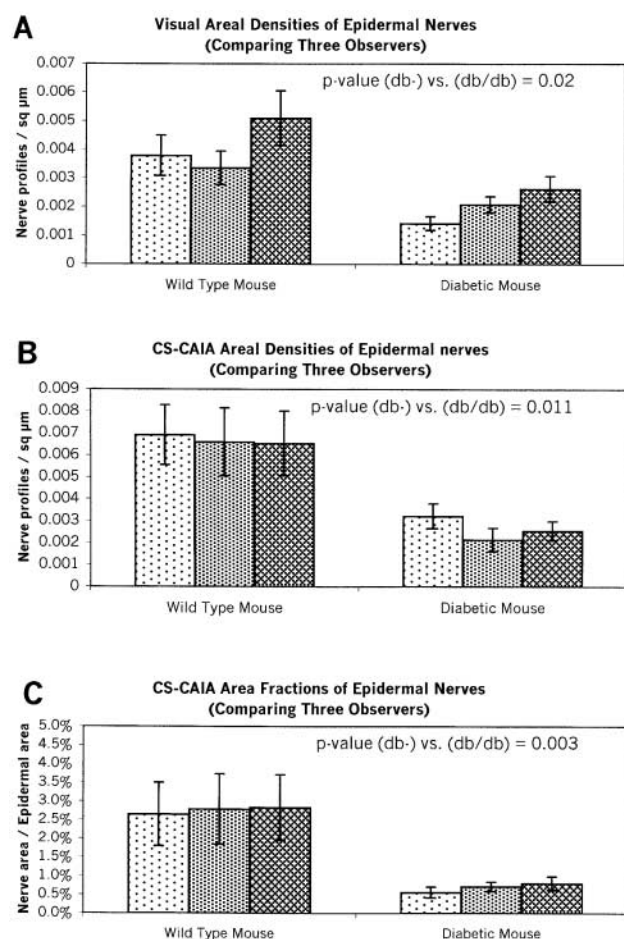 A
Visual Areal Densities of Epidermal Nerves
(Comparing Three Observers)
p-value (db-) vs. (db/db) = 0.02
Nerve profiles / sq µm
0.007
0.006
0.005
0.004
0.003
0.002
0.001
0
Wild Type Mouse
Diabetic Mouse
B
CS-CAIA Areal Densities of Epidermal nerves
(Comparing Three Observers)
p-value (db-) vs. (db/db) = 0.011
Nerve profiles / sq µm
0.009
0.008
0.007
0.006
0.005
0.004
0.003
0.002
0.001
0
Wild Type Mouse
Diabetic Mouse
C
CS-CAIA Area Fractions of Epidermal Nerves
(Comparing Three Observers)
p-value (db-) vs. (db/db) = 0.003
Nerve area / Epidermal area
5.0%
4.5%
4.0%
3.5%
3.0%
2.5%
2.0%
1.5%
1.0%
0.5%
0.0%
Wild Type Mouse
Diabetic Mouse